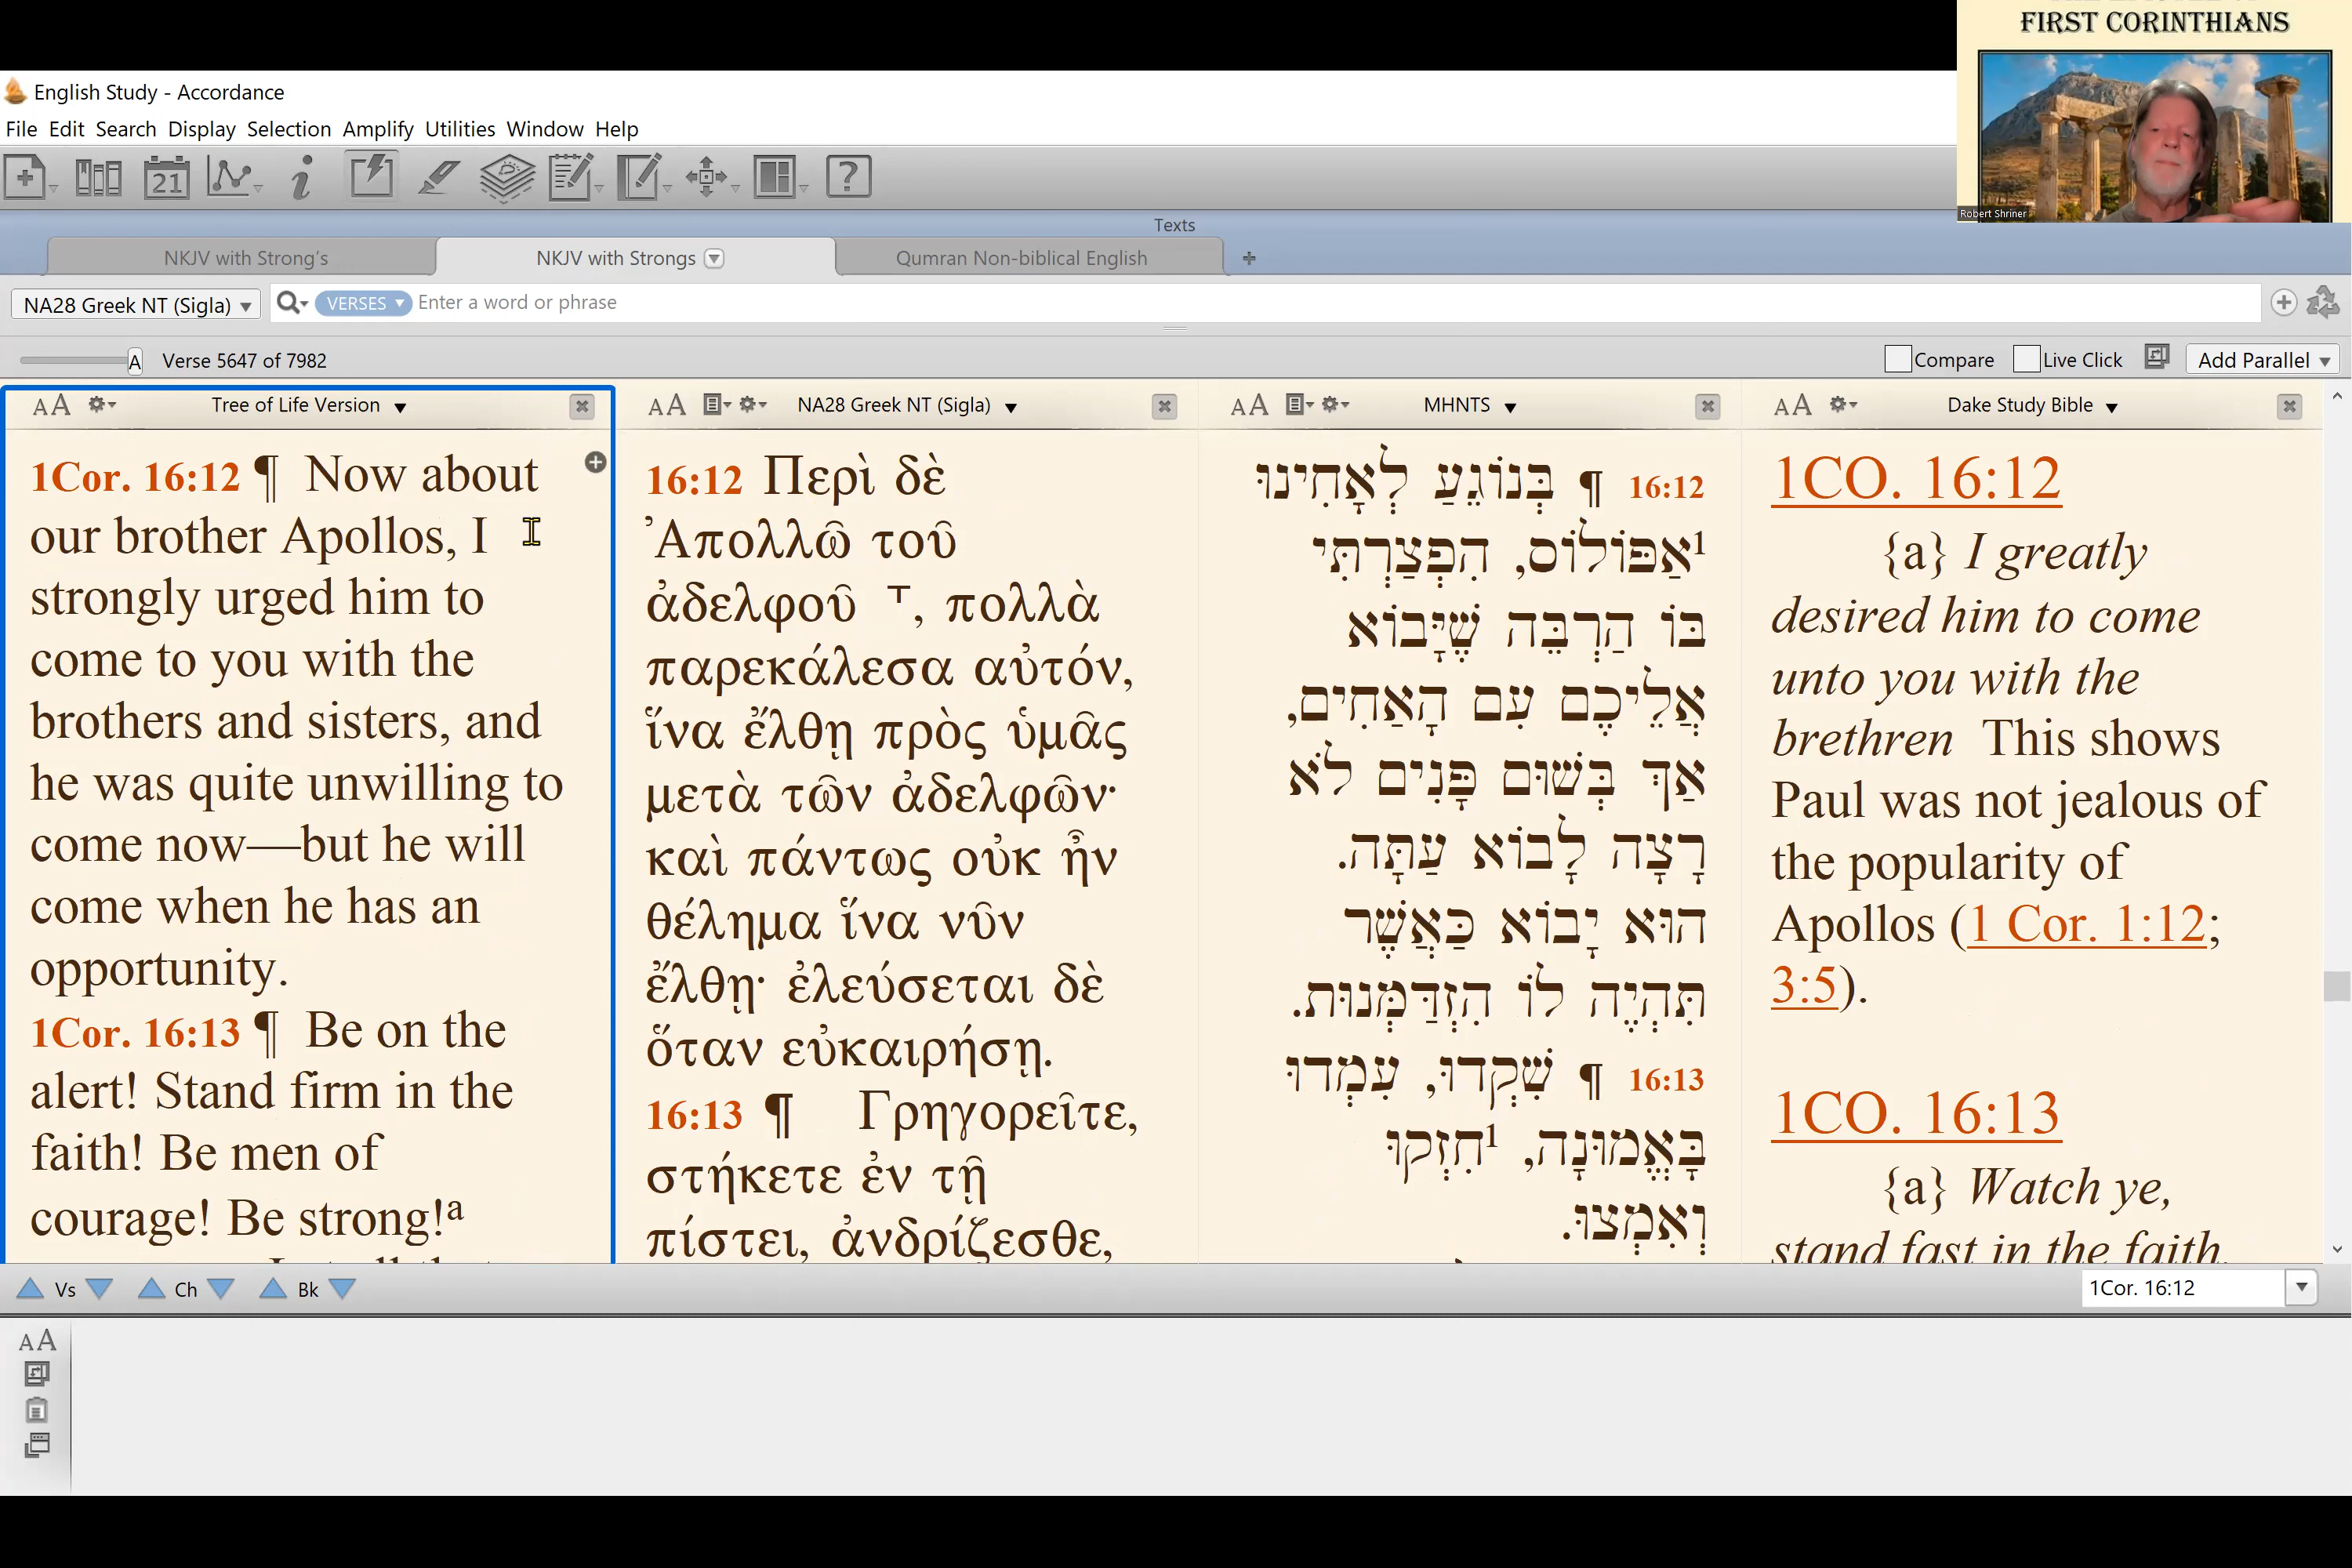 FIRST CORINTHIANS
Robert Shriner
English Study - Accordance
File Edit Search Display Selection Amplify Utilities Window Help
21
Texts
NKJV with Strong's
NKJV with Strongs
Qumran Non-biblical English
NA28 Greek NT (Sigla)
VERSES
Enter a word or phrase
A
Verse 5647 of 7982
Compare
Live Click
Add Parallel
AA
Tree of Life Version
1Cor. 16:12 ¶ Now about
our brother Apollos, I
strongly urged him to
come to you with the
brothers and sisters, and
he was quite unwilling to
come now—but he will
come when he has an
opportunity.
1Cor. 16:13 ¶ Be on the
alert! Stand firm in the
faith! Be men of
courage! Be strong!a
AA
NA28 Greek NT (Sigla)
16:12 Περὶ δὲ
Ἀπολλῶ τοῦ
ἀδελφοῦ ⸆, πολλὰ
παρεκάλεσα αὐτόν,
ἵνα ἔλθῃ πρὸς ὑμᾶς
μετὰ τῶν ἀδελφῶν·
καὶ πάντως οὐκ ἦν
θέλημα ἵνα νῦν
ἔλθῃ· ἐλεύσεται δὲ
ὅταν εὐκαιρήσῃ.
16:13 ¶ Γρηγορεῖτε,
στήκετε ἐν τῇ
πίστει, ἀνδρίζεσθε,
AA
MHNTS
16:12 ¶ בְּנוֹגֵעַ לְאָחִינוּ
1אַפּוֹלוֹס, הִפְצַרְתִּי
בּוֹ הַרְבֵּה שֶׁיָּבוֹא
אֲלֵיכֶם עִם הָאַחִים,
אַךְ בְּשׁוּם פָּנִים לֹא
רָצָה לָבוֹא עַתָּה.
הוּא יָבוֹא כַּאֲשֶׁר
תִּהְיֶה לוֹ הִזְדַּמְּנוּת.
16:13 ¶ שִׁקְדוּ, עִמְדוּ
בָּאֱמוּנָה, 1חִזְקוּ
וְאִמְצוּ.
AA
Dake Study Bible
1CO. 16:12
{a} I greatly
desired him to come
unto you with the
brethren This shows
Paul was not jealous of
the popularity of
Apollos (1 Cor. 1:12;
3:5).
1CO. 16:13
{a} Watch ye,
stand fast in the faith,
Vs
Ch
Bk
1Cor. 16:12
AA